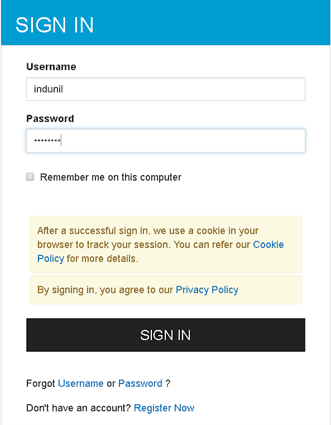 SIGN IN
Username
indunil
Password
••••••••
Remember me on this computer
After a successful sign in, we use a cookie in your
browser to track your session. You can refer our Cookie
Policy for more details.
By signing in, you agree to our Privacy Policy
SIGN IN
Forgot Username or Password ?
Don't have an account? Register Now